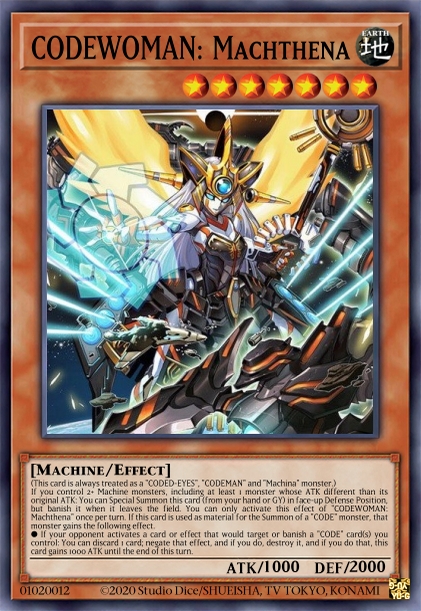 CODEWOMAN: Machthena
EARTH
地
[Machine/Effect]
(This card is always treated as a "CODED-EYES", "CODEMAN" and "Machina" monster.)
If you control 2+ Machine monsters, including at least 1 monster whose ATK different than its
original ATK: You can Special Summon this card (from your hand or GY) in face-up Defense Position,
but banish it when it leaves the field. You can only activate this effect of "CODEWOMAN:
Machthena" once per turn. If this card is used as material for the Summon of a "CODE" monster, that
monster gains the following effect.
● If your opponent activates a card or effect that would target or banish a "CODE" card(s) you
control: You can discard 1 card; negate that effect, and if you do, destroy it, and if you do that, this
card gains 1000 ATK until the end of this turn.
ATK/1000 DEF/2000
01020012 ©2020 Studio Dice/SHUEISHA, TV TOKYO, KONAMI